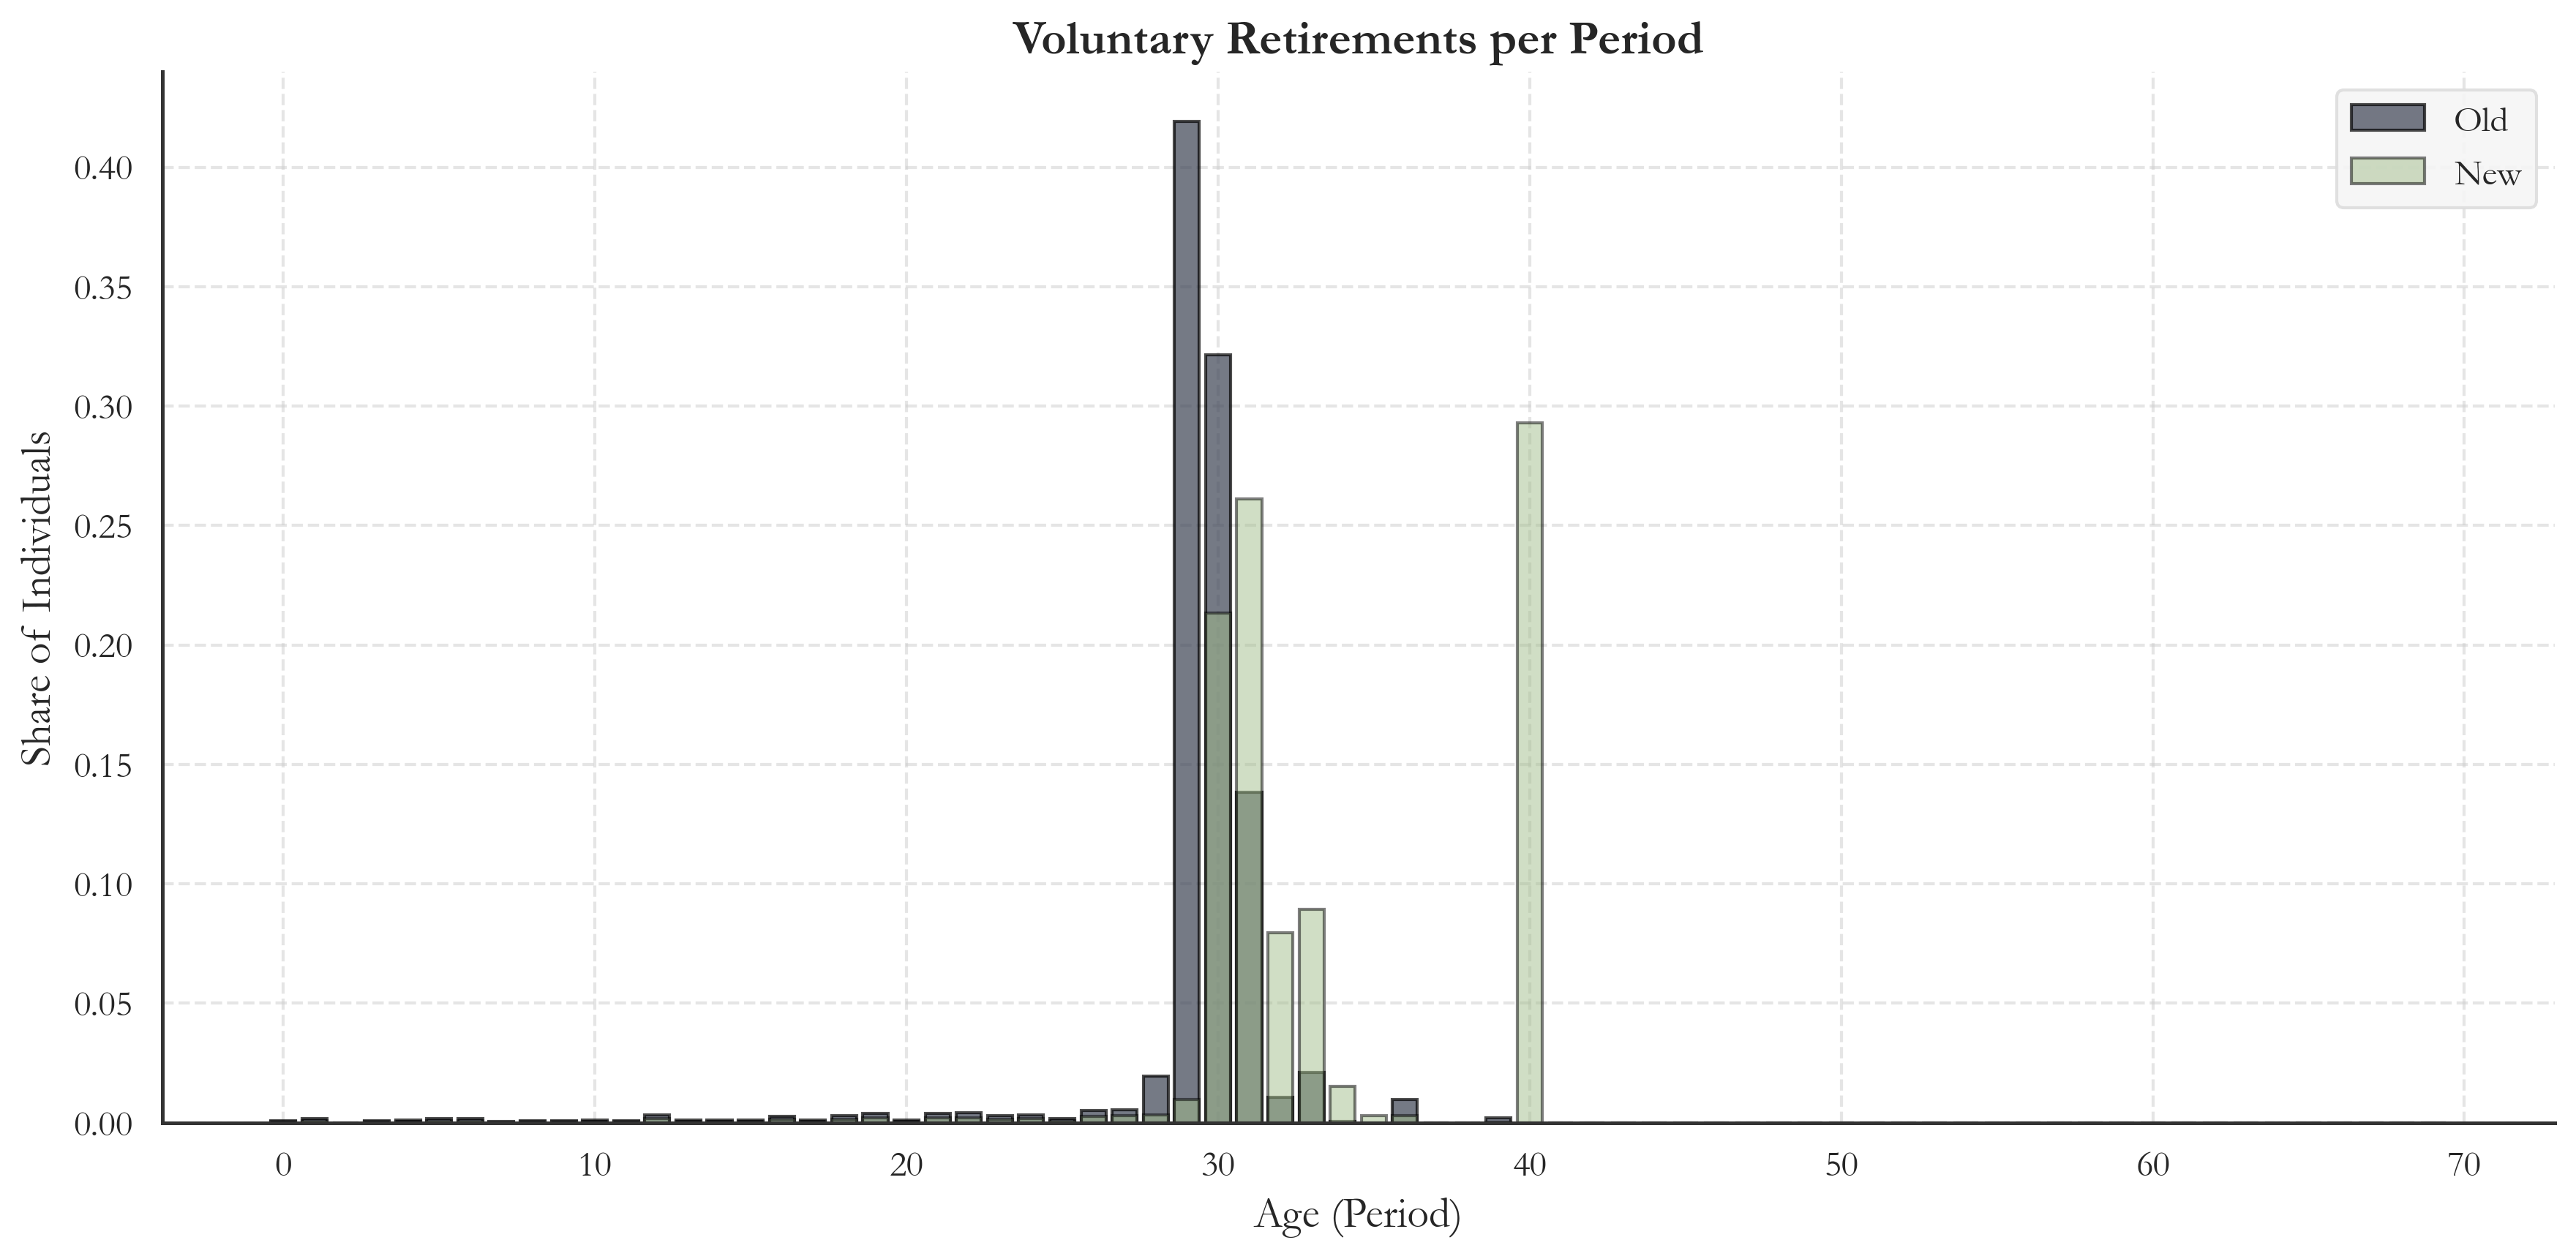 Voluntary Retirements per Period
Old
New
Share of Individuals
0.40
0.35
0.30
0.25
0.20
0.15
0.10
0.05
0.00
0 10 20 30 40 50 60 70
Age (Period)